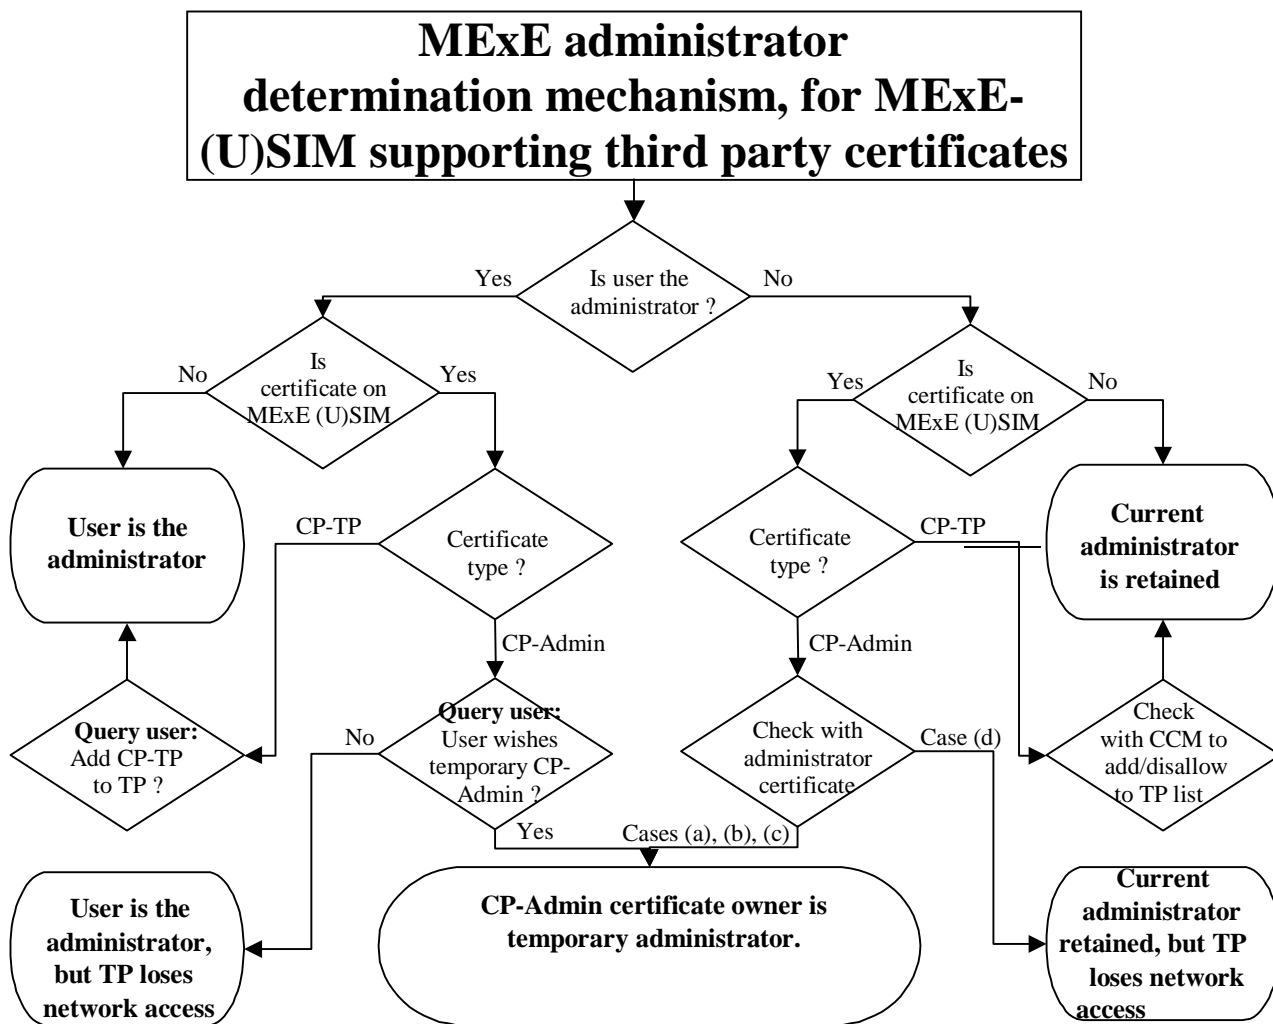 MExE administrator
determination mechanism, for MExE-
(U)SIM supporting third party certificates
Yes
Is user the
administrator ?
No
No
Is
certificate on
MExE (U)SIM
Yes
Yes
Is
certificate on
MExE (U)SIM
No
User is the
administrator
CP-TP
Certificate
type ?
Certificate
type ?
CP-TP
Current
administrator
is retained
CP-Admin
CP-Admin
Query user:
Add CP-TP
to TP ?
No
Query user:
User wishes
temporary CP-
Admin ?
Check with
administrator
certificate
Case (d)
Check
with CCM to
add/disallow
to TP list
Yes
Cases (a), (b), (c)
User is the
administrator,
but TP loses
network access
CP-Admin certificate owner is
temporary administrator.
Current
administrator
retained, but TP
loses network
access